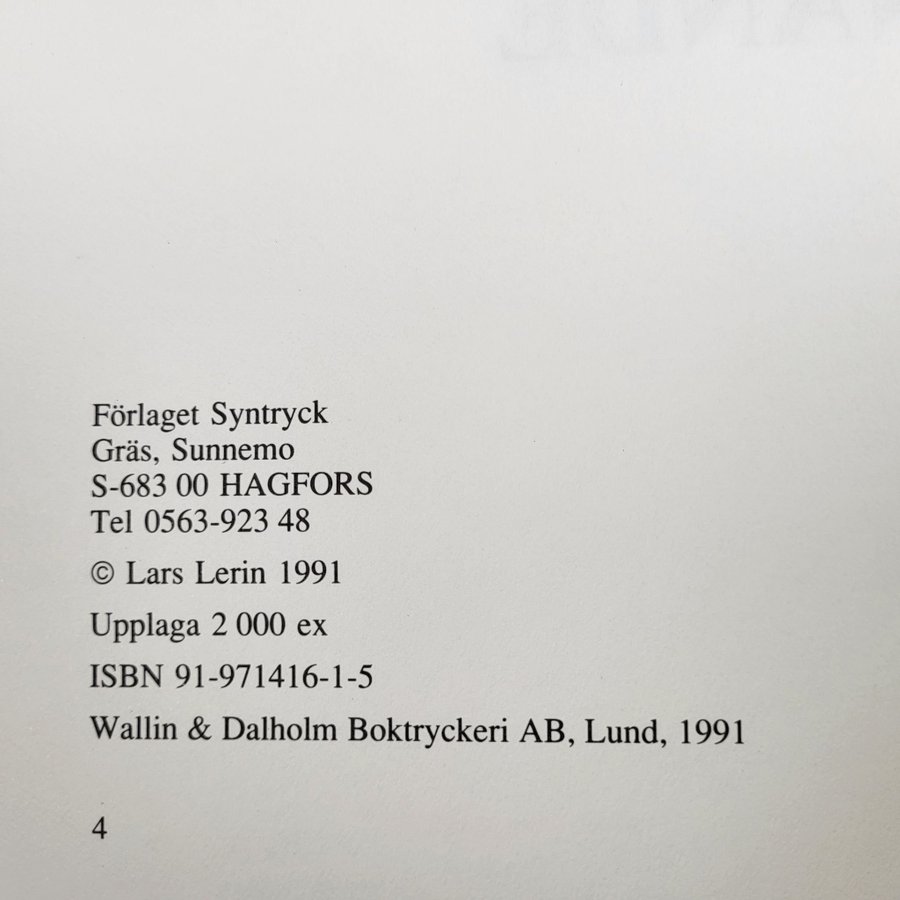 Förlaget Syntryck
Gräs, Sunnemo
S-683 00 HAGFORS
Tel 0563-923 48
© Lars Lerin 1991
Upplaga 2 000 ex
ISBN 91-971416-1-5
Wallin & Dalholm Boktryckeri AB, Lund, 1991
4